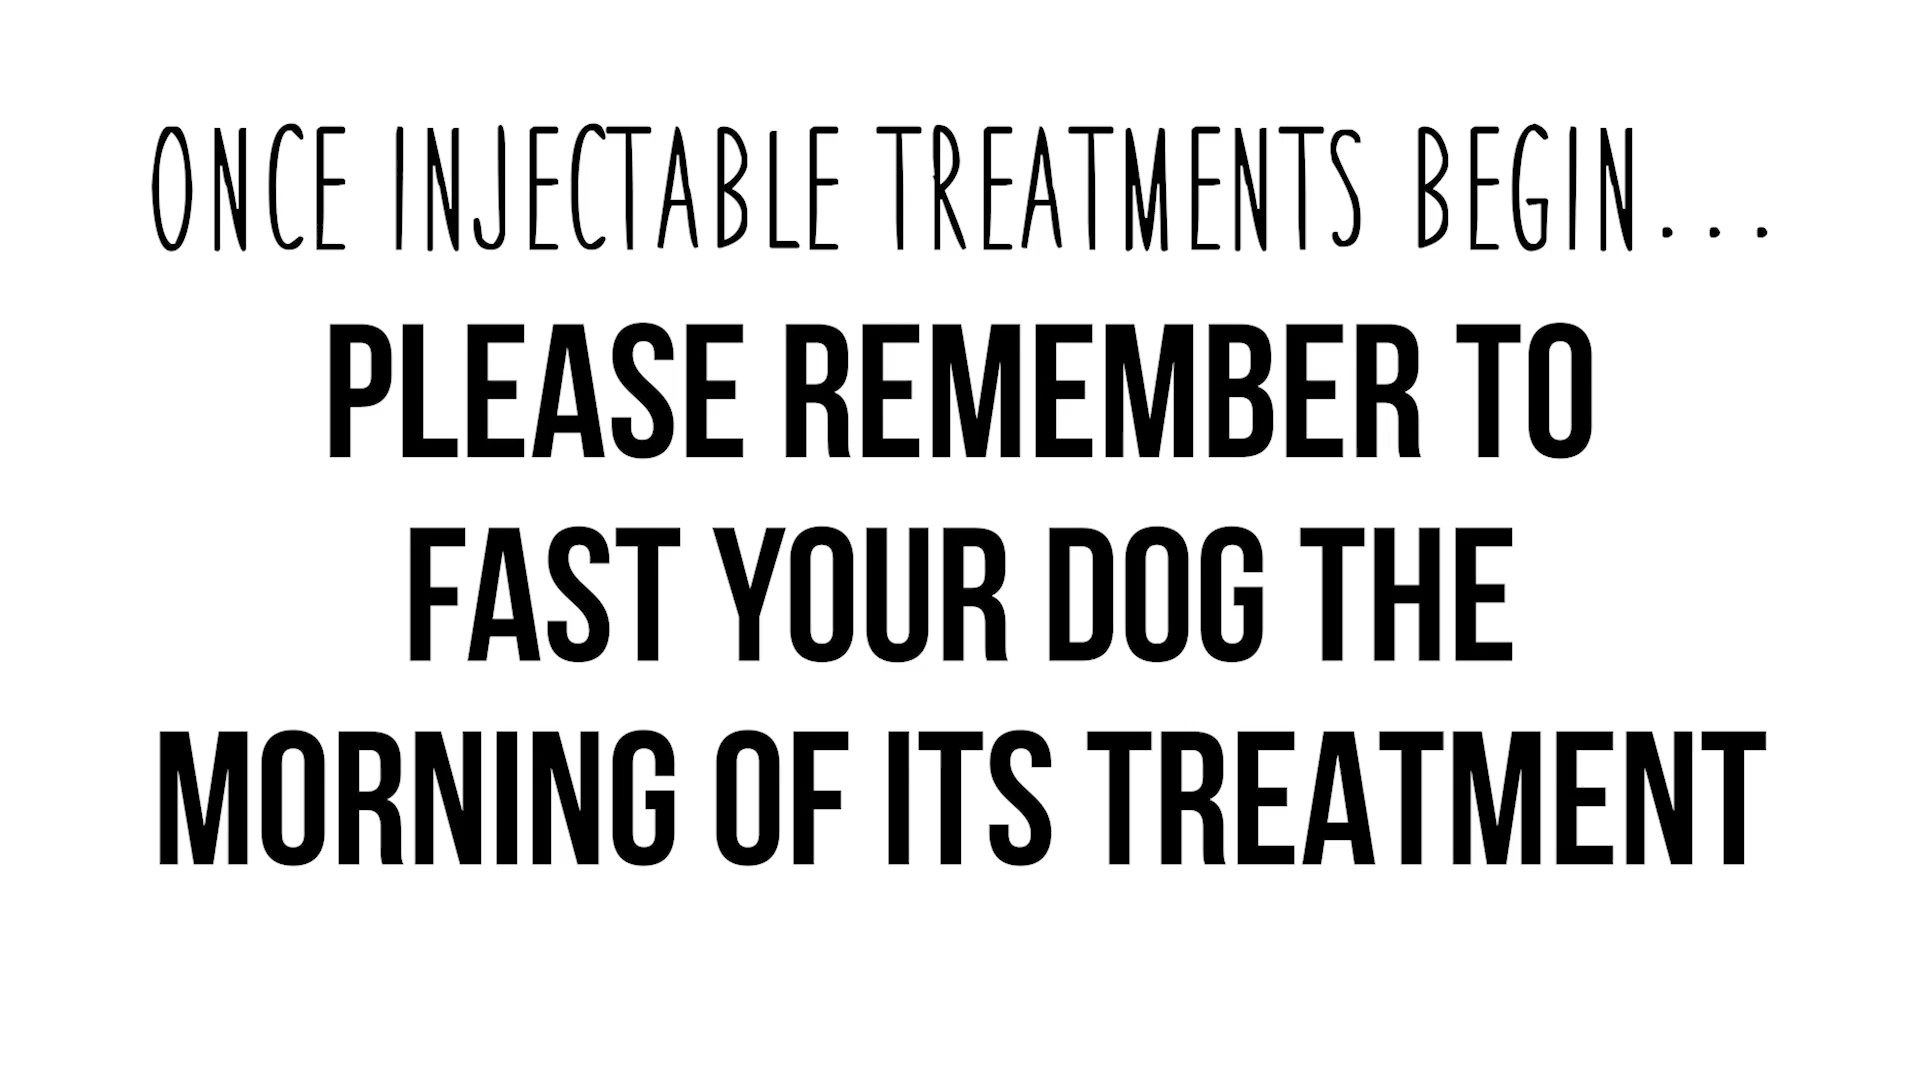 ONCE INJECTABLE TREATMENTS BEGIN...
PLEASE REMEMBER TO
FAST YOUR DOG THE
MORNING OF ITS TREATMENT